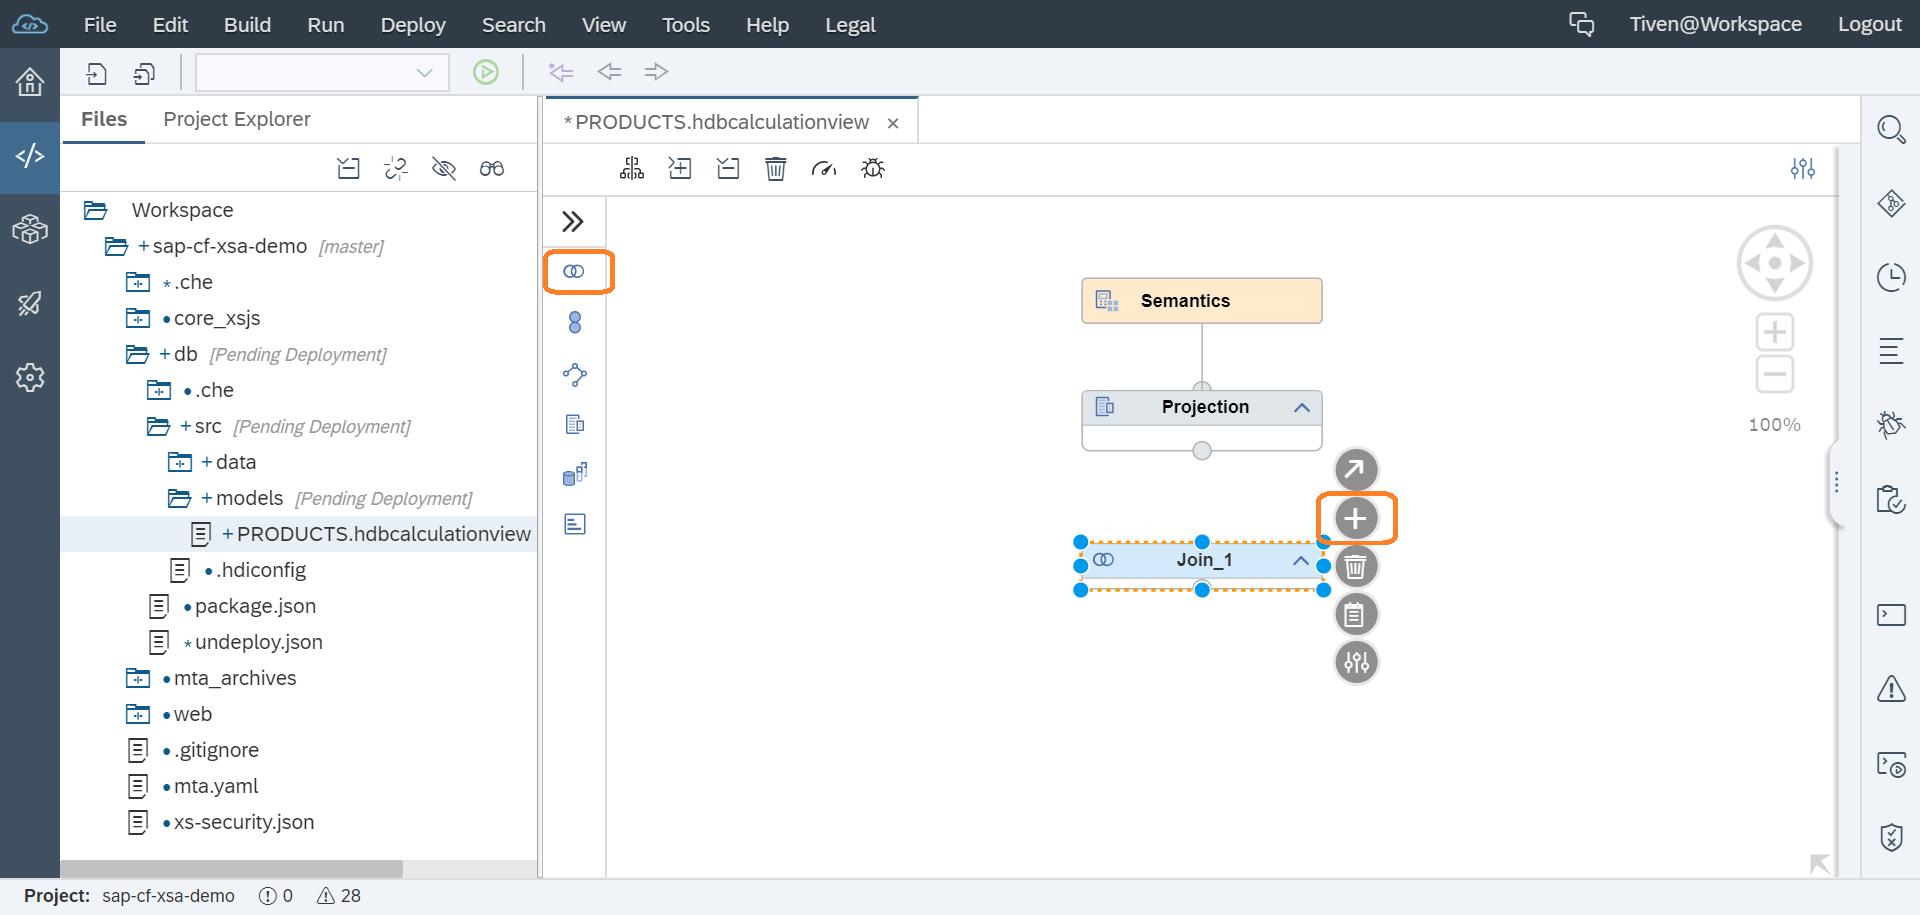 File Edit Build Run Deploy Search View Tools Help Legal Tiven@Workspace Logout
Files Project Explorer
*PRODUCTS.hdbcalculationview ×
Workspace
+sap-cf-xsa-demo [master]
*.che
•core_xsjs
+db [Pending Deployment]
•.che
+src [Pending Deployment]
+data
+models [Pending Deployment]
+PRODUCTS.hdbcalculationview
•.hdiconfig
•package.json
*undeploy.json
•mta_archives
•web
•.gitignore
•mta.yaml
•xs-security.json
Semantics
Projection
Join_1
100%
Project: sap-cf-xsa-demo 0 28